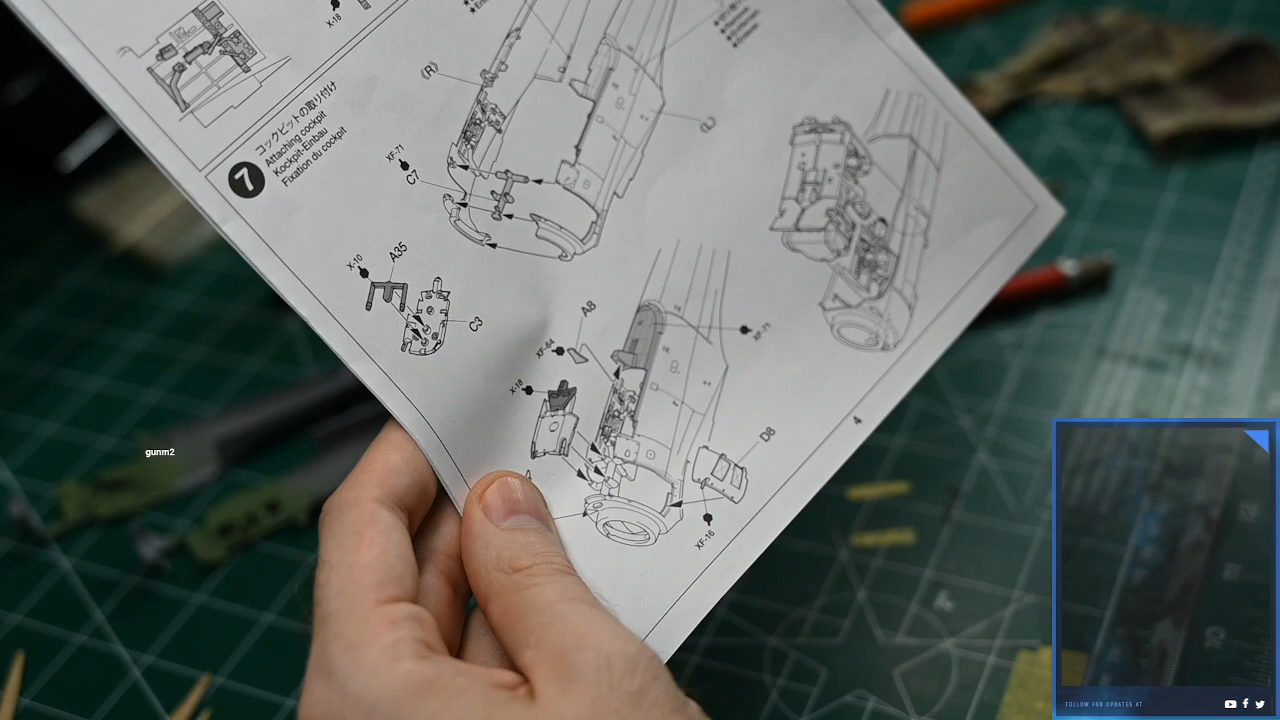 X-18
(R)
7
コックピットの取り付け
Attaching cockpit
Kockpit-Einbau
Fixation du cockpit
XF-71
C7
X-10
A35
C3
A8
XF-64
X-18
XF-71
D8
XF-16
4
gunm2
FOLLOW FOR UPDATES AT